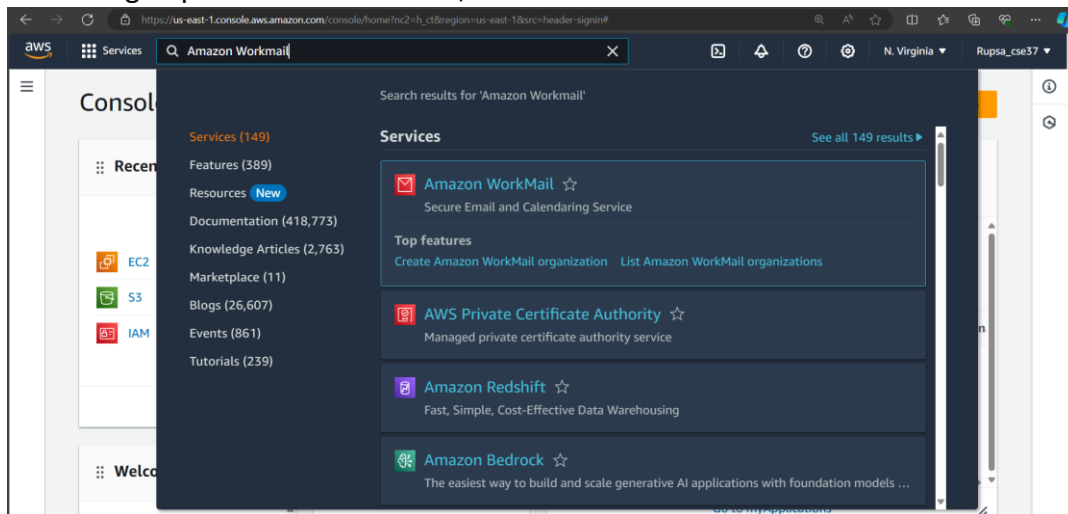 https://us-east-1.console.aws.amazon.com/console/home?nc2=h_ct&region=us-east-1&src=header-signin#
aws
Services
Amazon Workmail
N. Virginia
Rupsa_cse37
Consol
Search results for 'Amazon Workmail'
Services (149)
Features (389)
Resources New
Documentation (418,773)
Knowledge Articles (2,763)
Marketplace (11)
Blogs (26,607)
Events (861)
Tutorials (239)
Services
See all 149 results
Amazon WorkMail
Secure Email and Calendaring Service
Top features
Create Amazon WorkMail organization List Amazon WorkMail organizations
AWS Private Certificate Authority
Managed private certificate authority service
Amazon Redshift
Fast, Simple, Cost-Effective Data Warehousing
Amazon Bedrock
The easiest way to build and scale generative AI applications with foundation models ...
Recen
EC2
S3
IAM
n
Welco
Go to myApplications